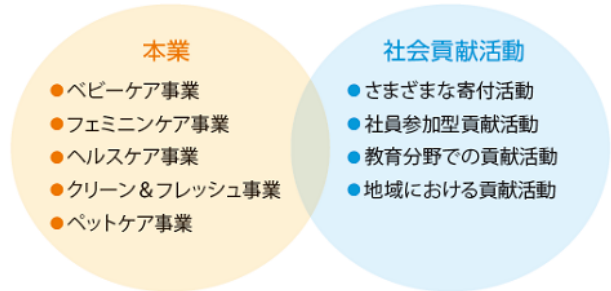 本業
●ベビーケア事業
●フェミニンケア事業
●ヘルスケア事業
●クリーン＆フレッシュ事業
●ペットケア事業
社会貢献活動
●さまざまな寄付活動
●社員参加型貢献活動
●教育分野での貢献活動
●地域における貢献活動